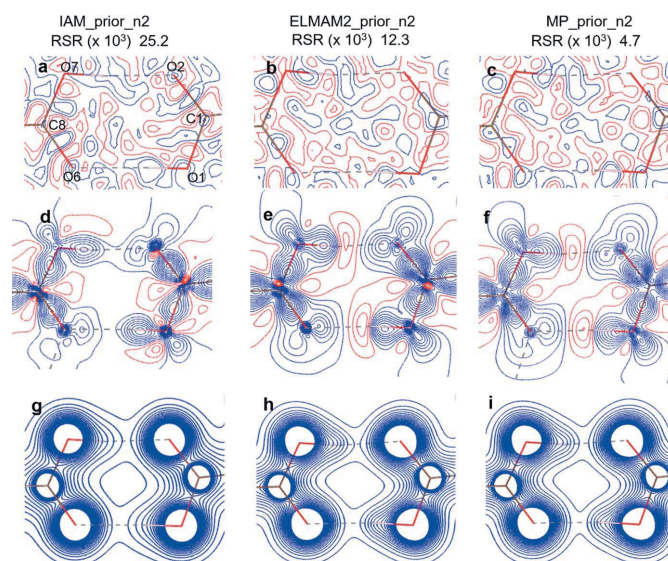 IAM_prior_n2 ELMAM2_prior_n2 MP_prior_n2
RSR (x 10³) 25.2 RSR (x 10³) 12.3 RSR (x 10³) 4.7
a b c
O7 O2
C8 C1
O6 O1
d e f
g h i